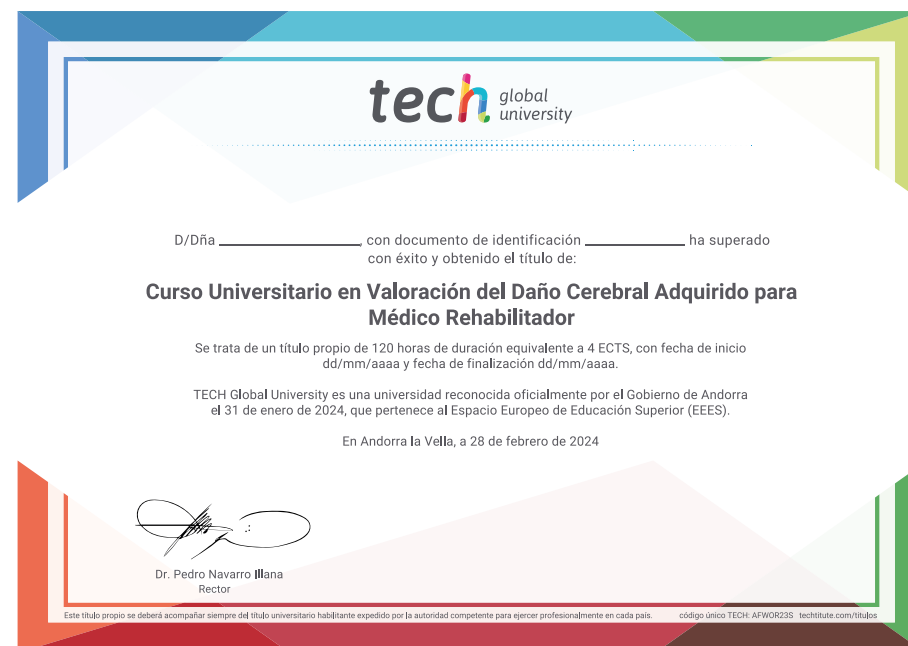 tech global university
D/Dña ____________________, con documento de identificación ______________ ha superado
con éxito y obtenido el título de:
Curso Universitario en Valoración del Daño Cerebral Adquirido para
Médico Rehabilitador
Se trata de un título propio de 120 horas de duración equivalente a 4 ECTS, con fecha de inicio
dd/mm/aaaa y fecha de finalización dd/mm/aaaa.
TECH Global University es una universidad reconocida oficialmente por el Gobierno de Andorra
el 31 de enero de 2024, que pertenece al Espacio Europeo de Educación Superior (EEES).
En Andorra la Vella, a 28 de febrero de 2024
Dr. Pedro Navarro Illana
Rector
Este título propio se deberá acompañar siempre del título universitario habilitante expedido por la autoridad competente para ejercer profesionalmente en cada país. código único TECH: AFWOR23S techtitute.com/titulos